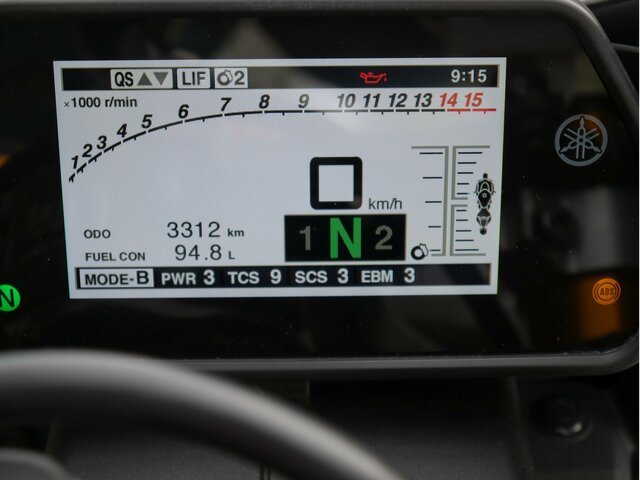 QS LIF 2 9:15
×1000 r/min
1 2 3 4 5 6 7 8 9 10 11 12 13 14 15
0 km/h
ODO 3312 km
1 N 2
FUEL CON 94.8 L
MODE-B PWR 3 TCS 9 SCS 3 EBM 3
N
ABS